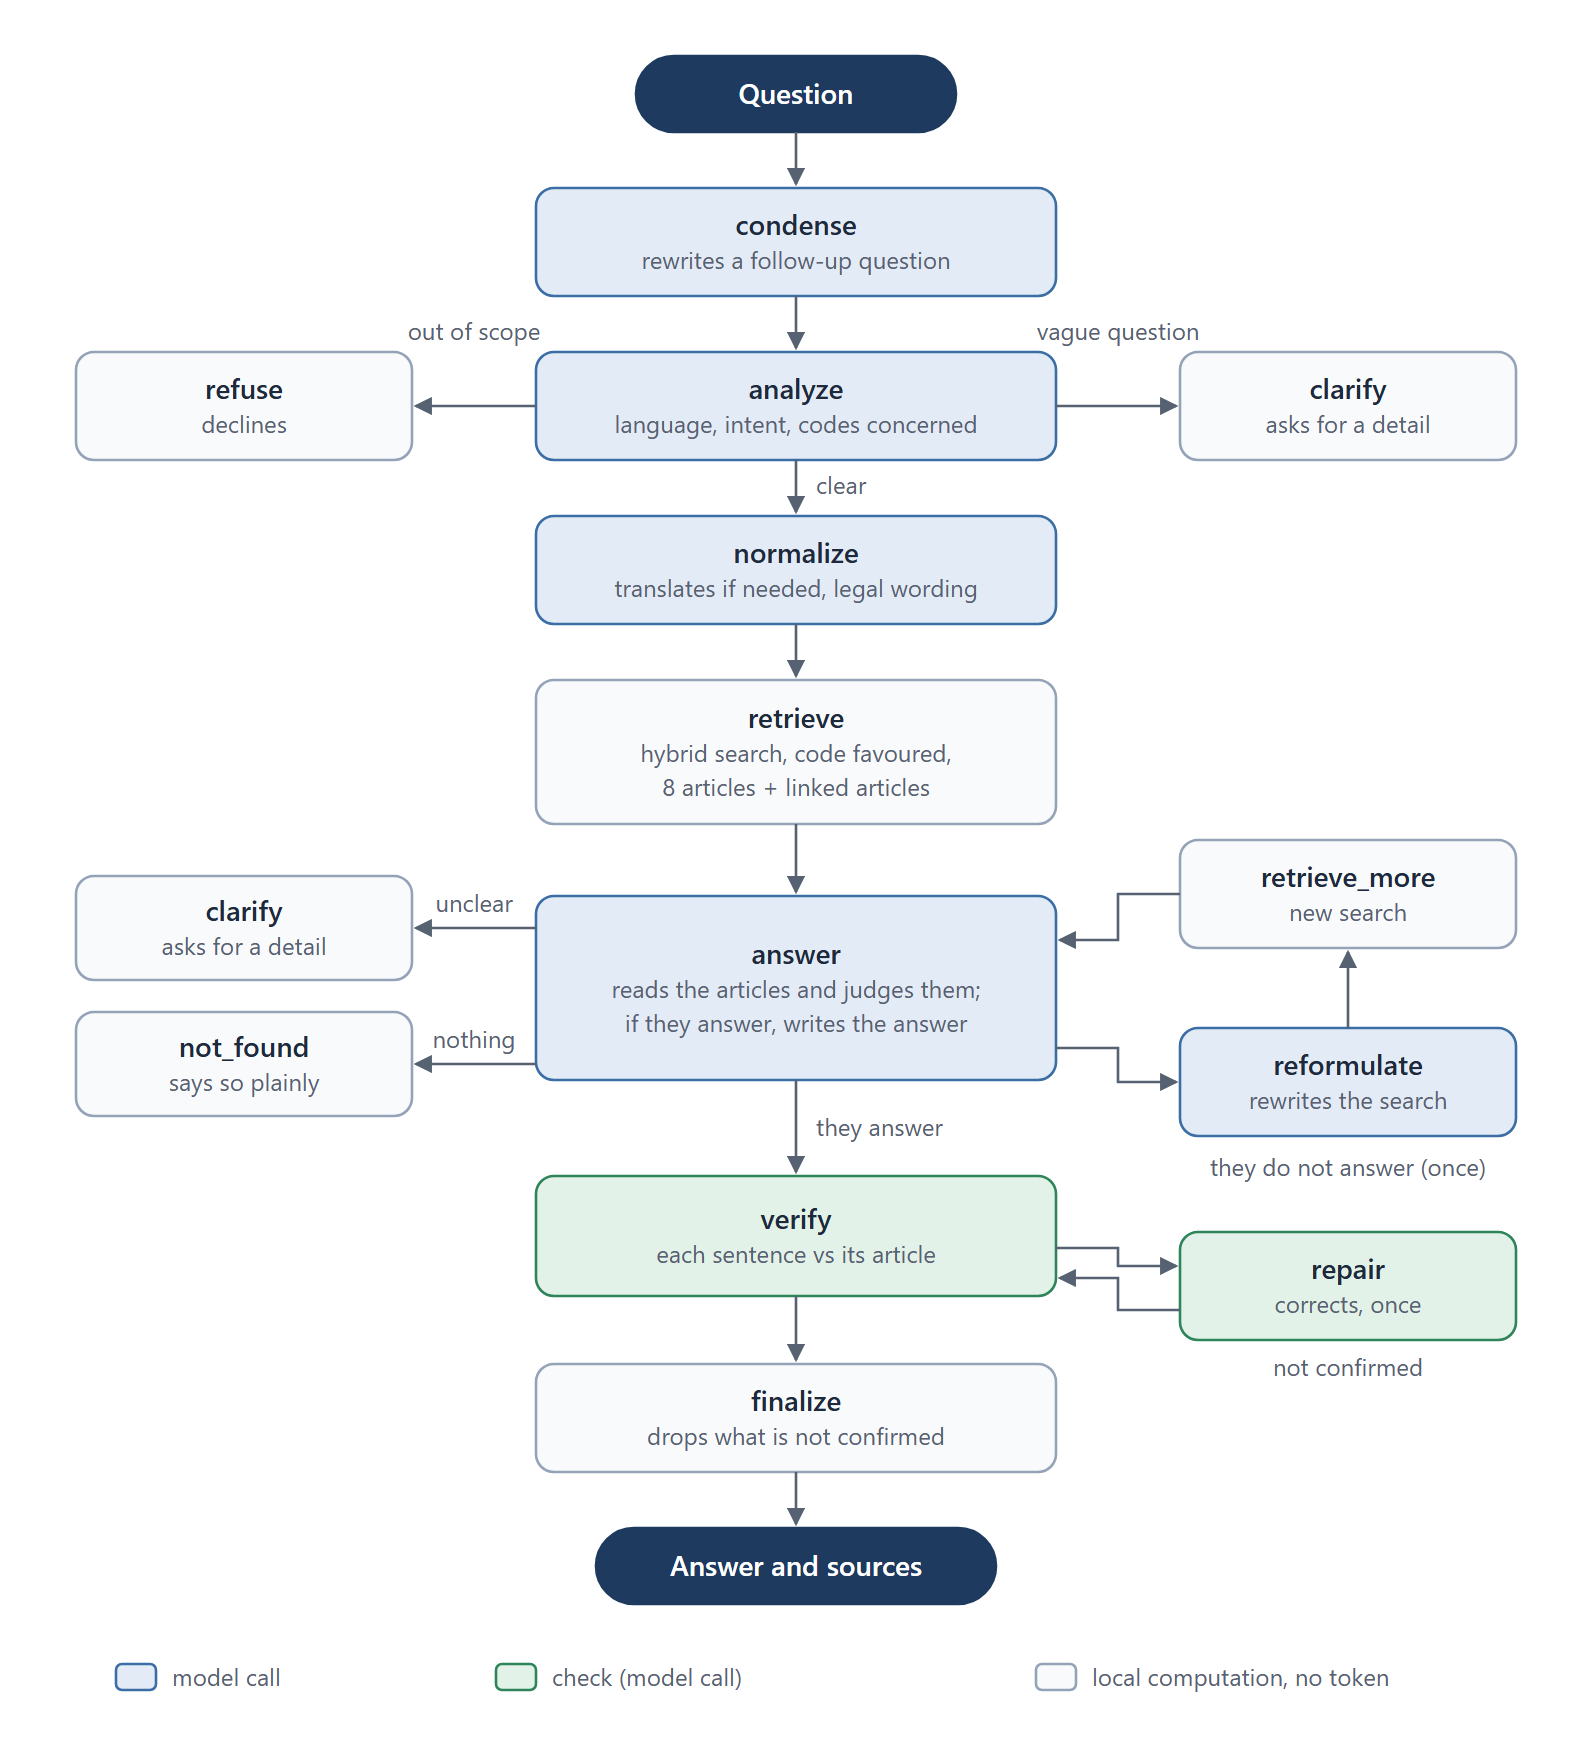 Question
condense
rewrites a follow-up question
out of scope
vague question
refuse
declines
analyze
language, intent, codes concerned
clarify
asks for a detail
clear
normalize
translates if needed, legal wording
retrieve
hybrid search, code favoured,
8 articles + linked articles
clarify
asks for a detail
unclear
not_found
says so plainly
nothing
answer
reads the articles and judges them;
if they answer, writes the answer
retrieve_more
new search
reformulate
rewrites the search
they do not answer (once)
they answer
verify
each sentence vs its article
repair
corrects, once
not confirmed
finalize
drops what is not confirmed
Answer and sources
model call
check (model call)
local computation, no token